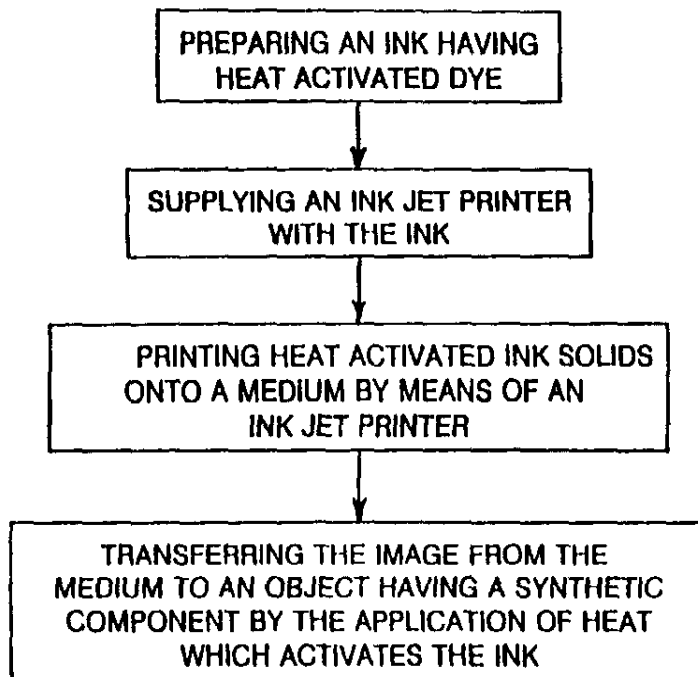 PREPARING AN INK HAVING
HEAT ACTIVATED DYE
SUPPLYING AN INK JET PRINTER
WITH THE INK
PRINTING HEAT ACTIVATED INK SOLIDS
ONTO A MEDIUM BY MEANS OF AN
INK JET PRINTER
TRANSFERRING THE IMAGE FROM THE
MEDIUM TO AN OBJECT HAVING A SYNTHETIC
COMPONENT BY THE APPLICATION OF HEAT
WHICH ACTIVATES THE INK